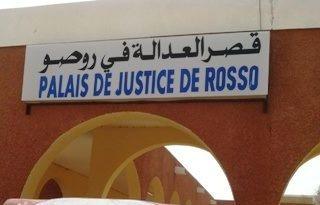 قصر العدالة في روصو
PALAIS DE JUSTICE DE ROSSO